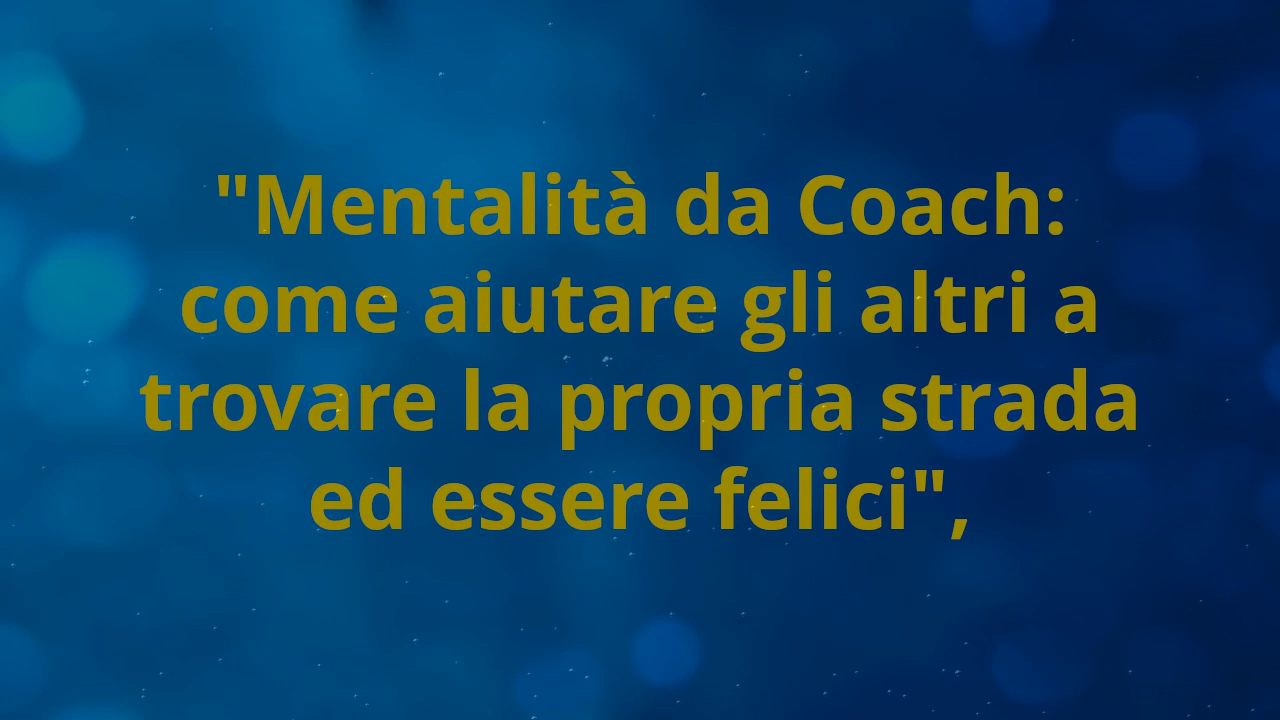 "Mentalità da Coach:
come aiutare gli altri a
trovare la propria strada
ed essere felici",